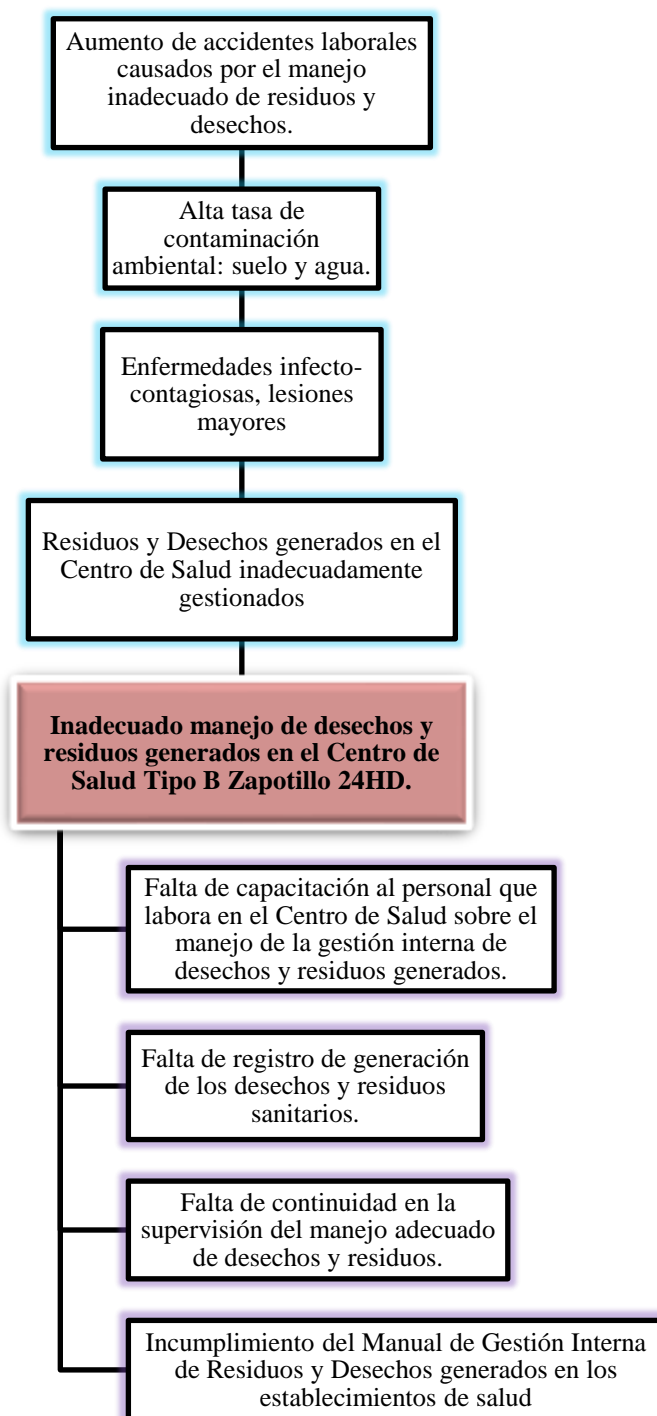 Aumento de accidentes laborales
causados por el manejo
inadecuado de residuos y
desechos.
Alta tasa de
contaminación
ambiental: suelo y agua.
Enfermedades infecto-
contagiosas, lesiones
mayores
Residuos y Desechos generados en el
Centro de Salud inadecuadamente
gestionados
Inadecuado manejo de desechos y
residuos generados en el Centro de
Salud Tipo B Zapotillo 24HD.
Falta de capacitación al personal que
labora en el Centro de Salud sobre el
manejo de la gestión interna de
desechos y residuos generados.
Falta de registro de generación
de los desechos y residuos
sanitarios.
Falta de continuidad en la
supervisión del manejo adecuado
de desechos y residuos.
Incumplimiento del Manual de Gestión Interna
de Residuos y Desechos generados en los
establecimientos de salud